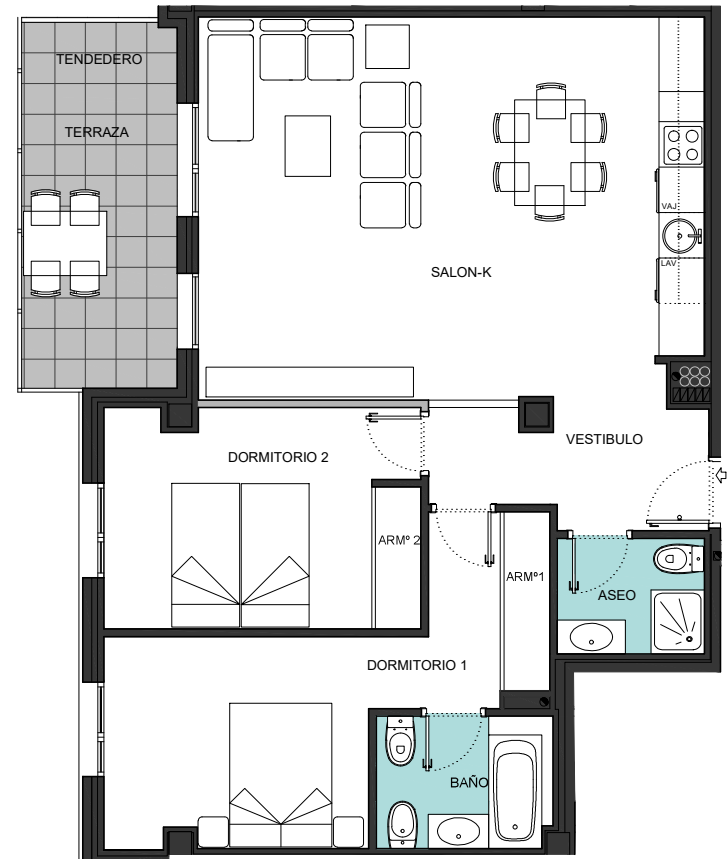 TENDEDERO
TERRAZA
VAJ
SALON-K
LAV
VESTIBULO
DORMITORIO 2
ARMº 2
ARMº1
ASEO
DORMITORIO 1
BAÑO